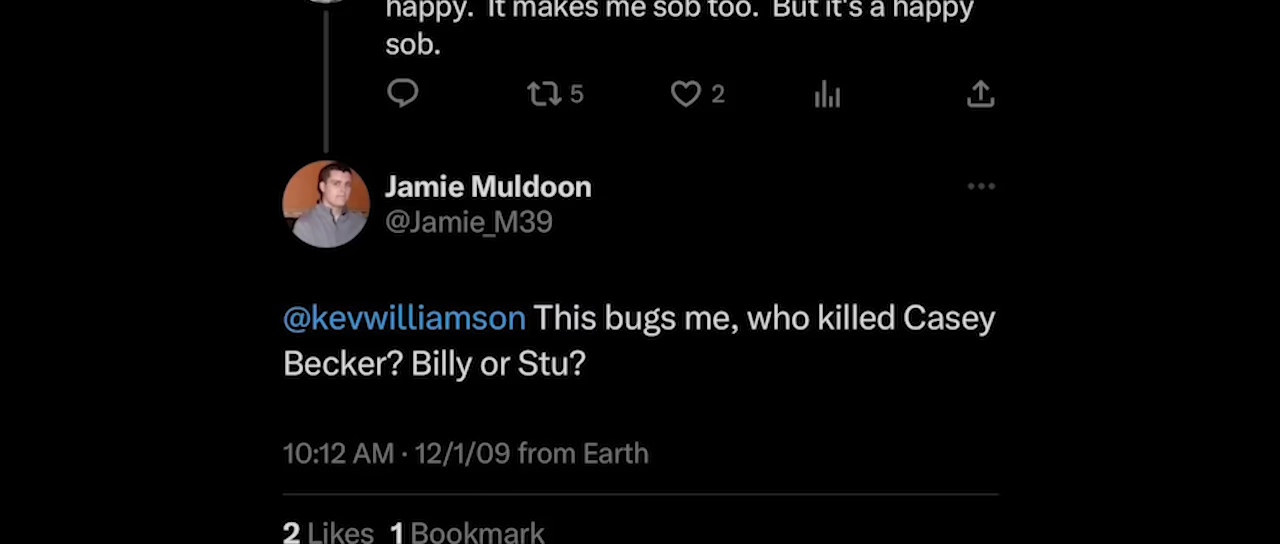 happy.  It makes me sob too.  But it's a happy
sob.
5 2
Jamie Muldoon
@Jamie_M39
@kevwilliamson This bugs me, who killed Casey
Becker? Billy or Stu?
10:12 AM · 12/1/09 from Earth
2 Likes 1 Bookmark